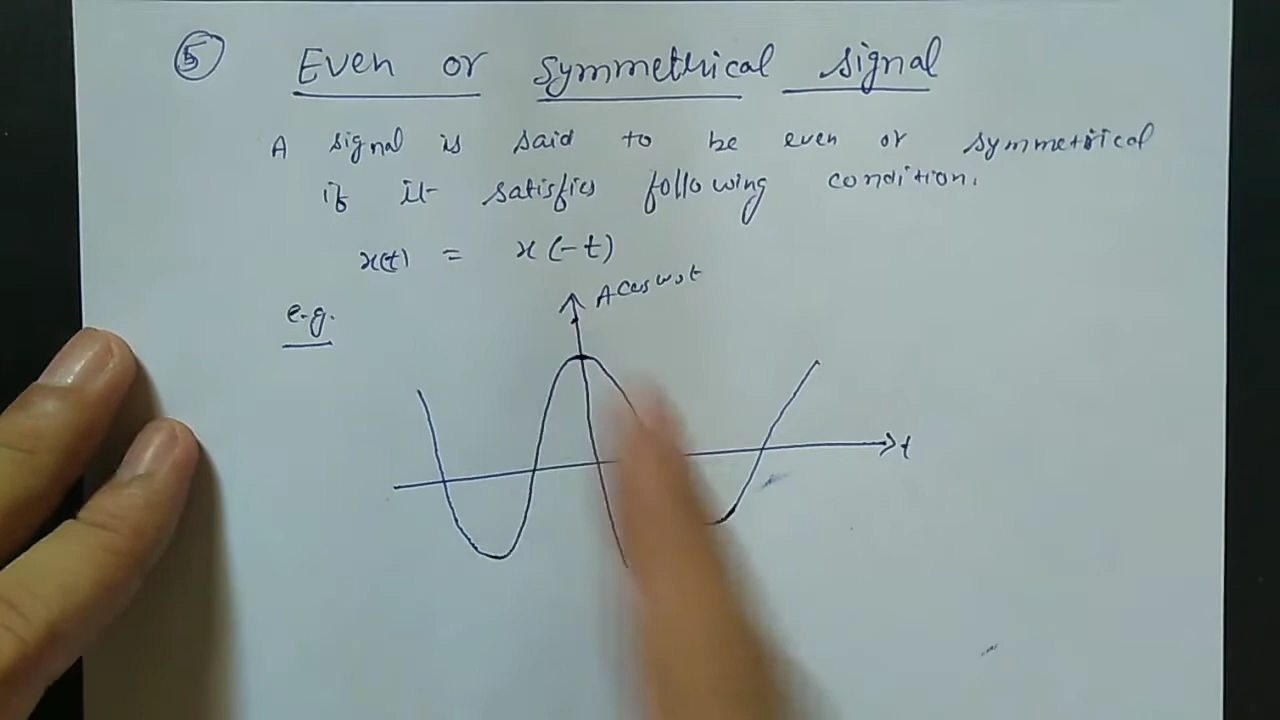 ⑤ Even or symmetrical signal
A signal is said to be even or symmetrical
if it satisfies following condition.
x(t) = x(-t)
A cos ω₀t
e.g.
t